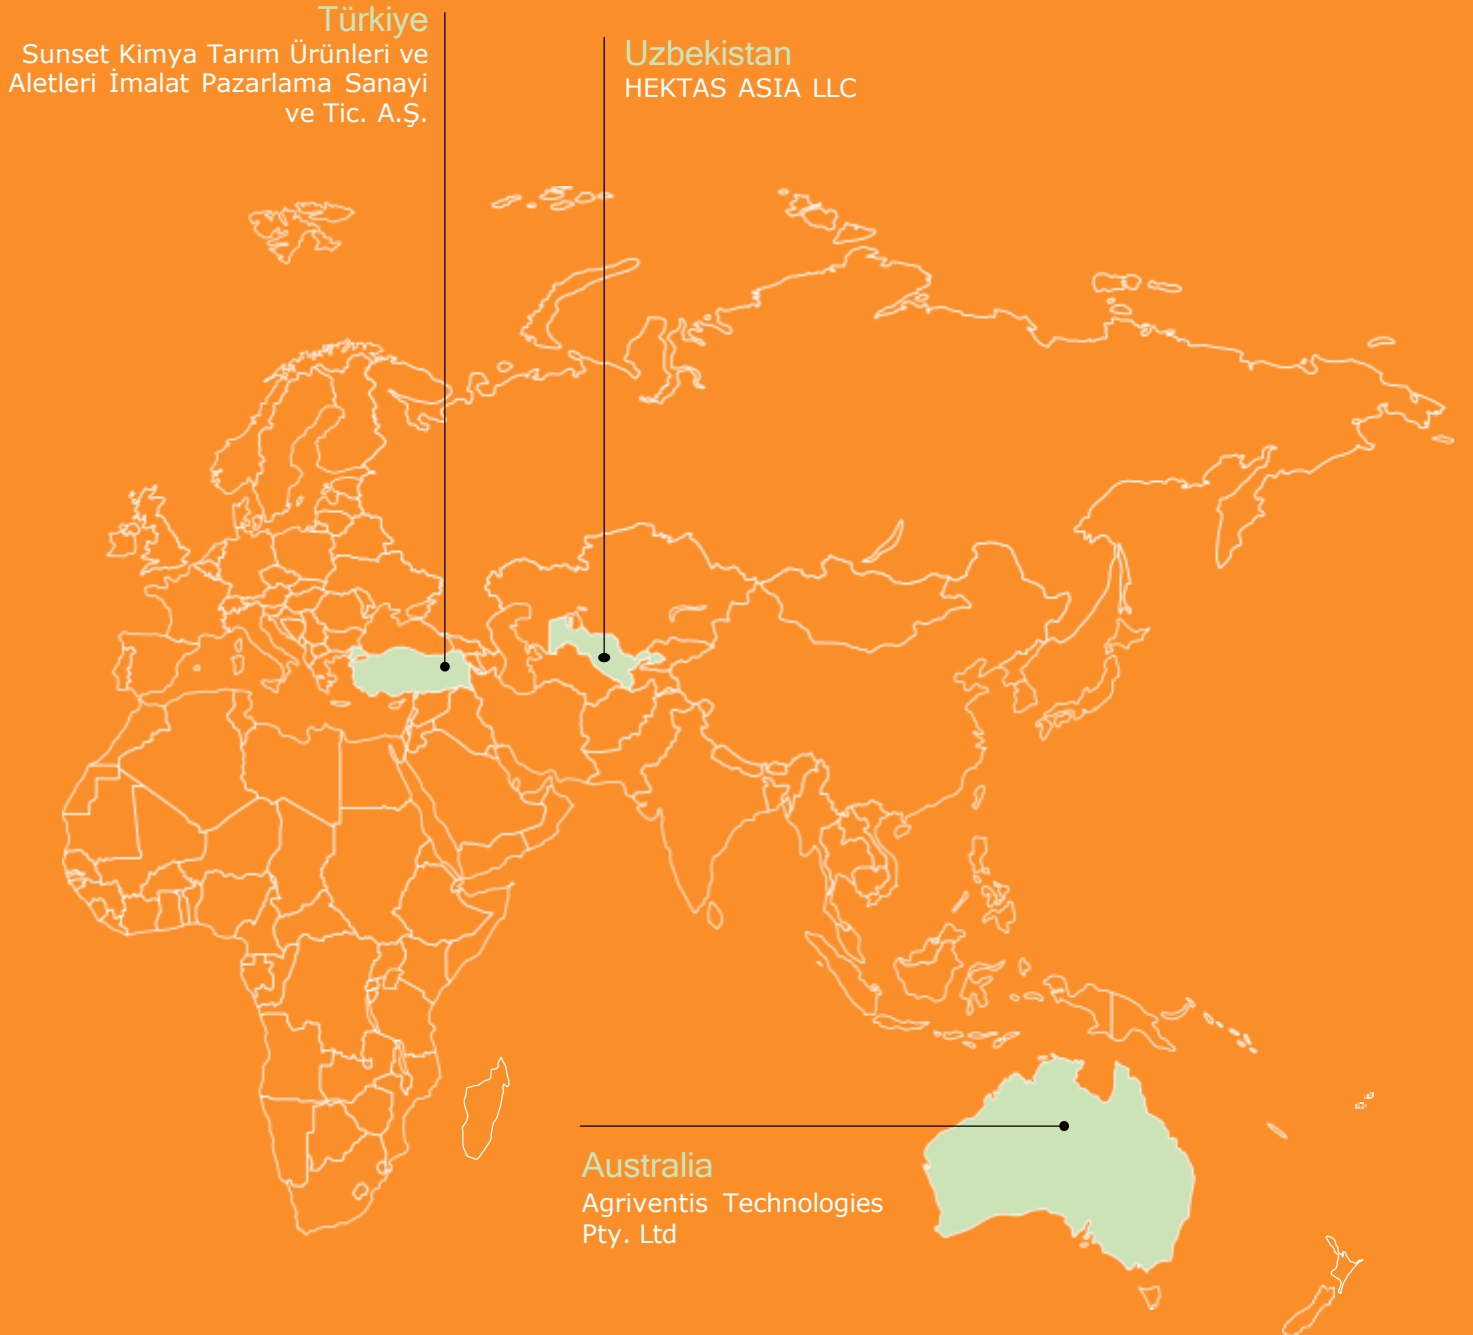 Türkiye
Sunset Kimya Tarım Ürünleri ve
Aletleri İmalat Pazarlama Sanayi
ve Tic. A.Ş.
Uzbekistan
HEKTAS ASIA LLC
Australia
Agriventis Technologies
Pty. Ltd